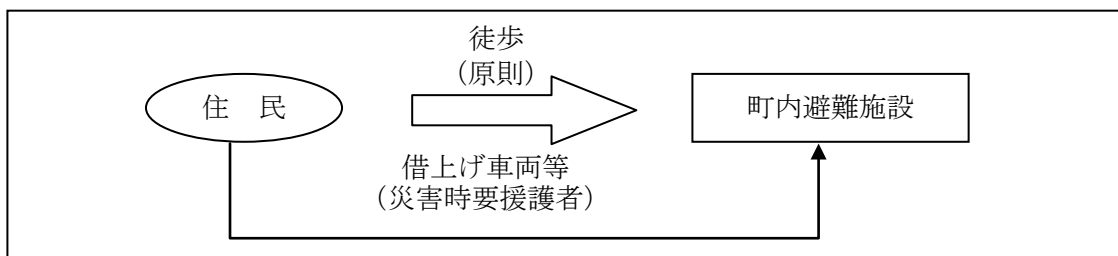 徒歩
（原則）
住　民
町内避難施設
借上げ車両等
（災害時要援護者）